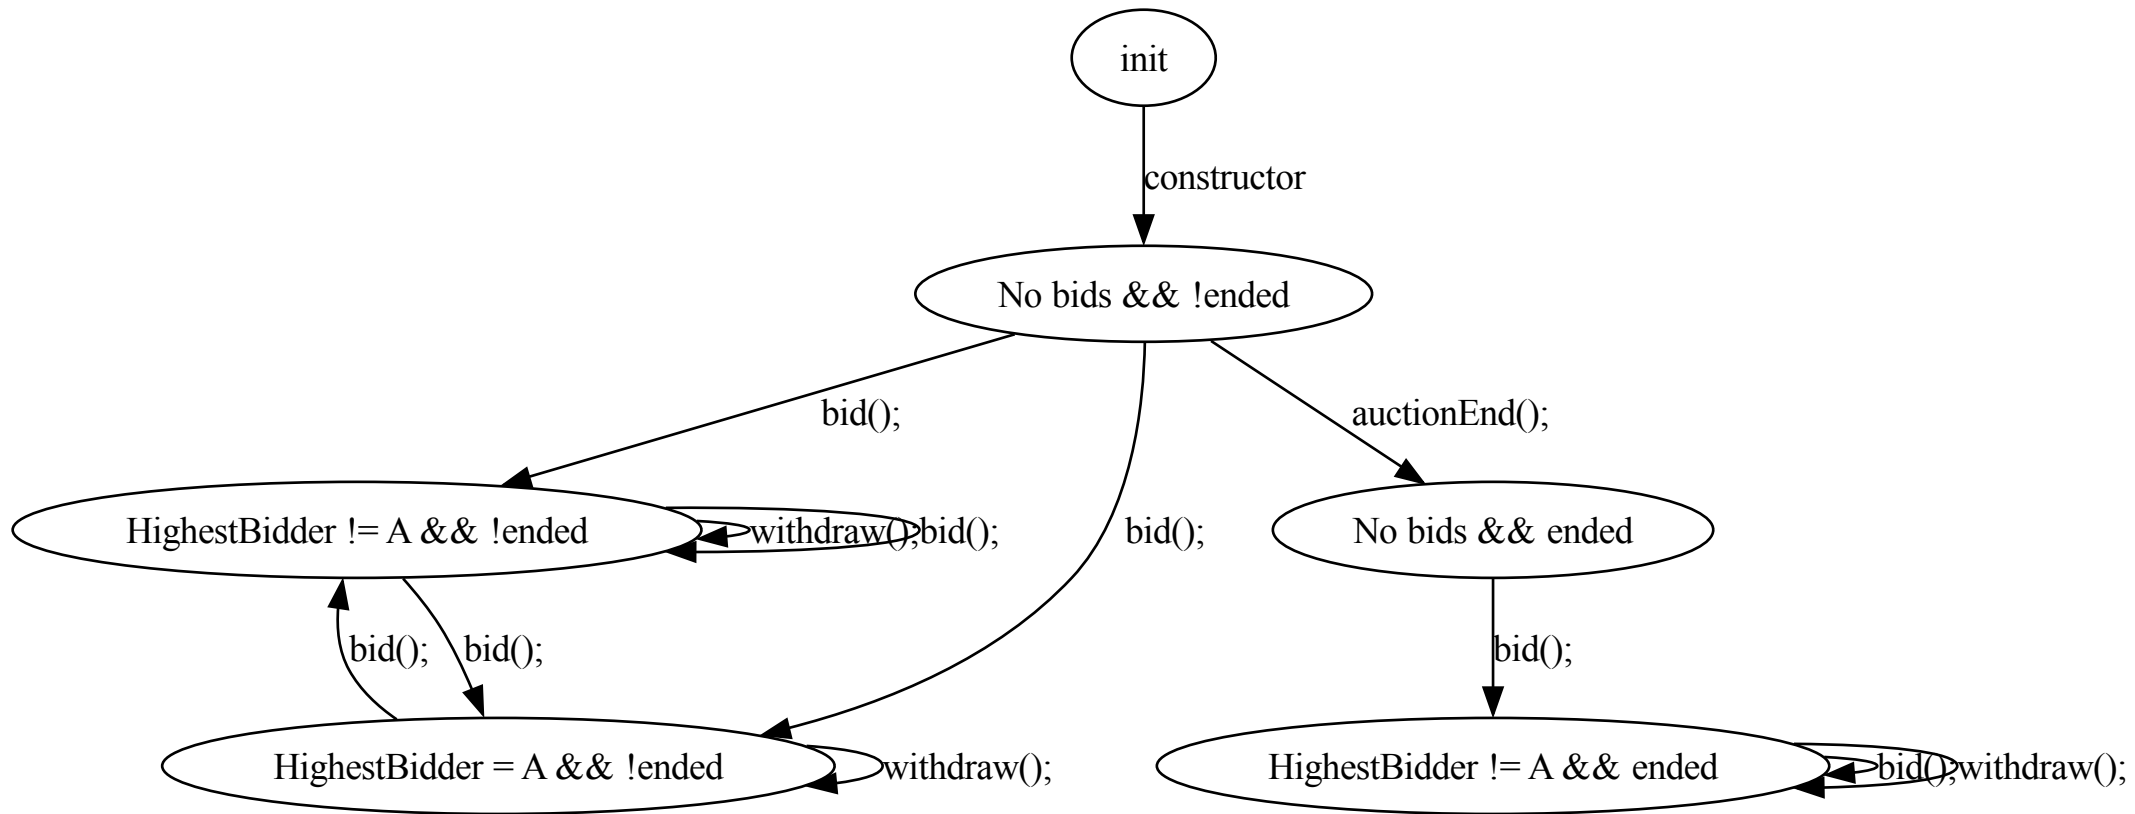 init
constructor
No bids && !ended
bid();
auctionEnd();
HighestBidder != A && !ended
withdraw();
bid();
bid();
No bids && ended
bid();
bid();
bid();
HighestBidder = A && !ended
withdraw();
HighestBidder != A && ended
bid();
withdraw();